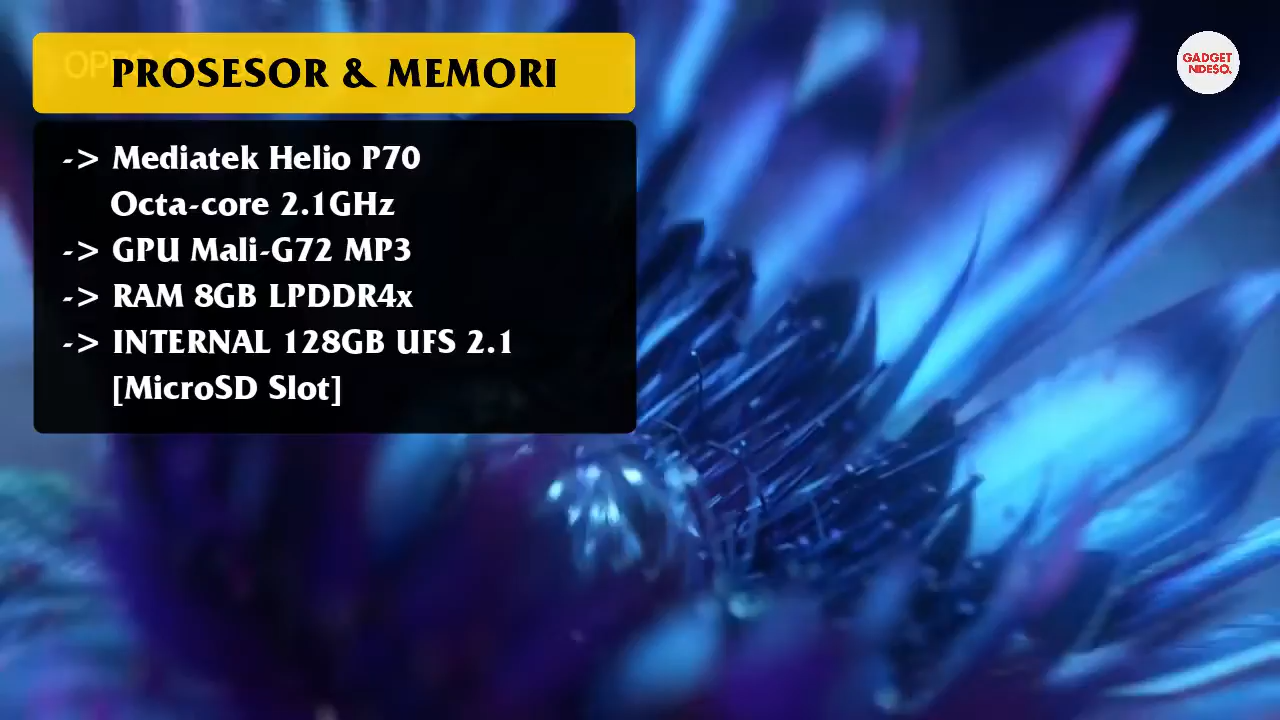 PROSESOR & MEMORI
GADGET
NDESO.
-> Mediatek Helio P70
Octa-core 2.1GHz
-> GPU Mali-G72 MP3
-> RAM 8GB LPDDR4x
-> INTERNAL 128GB UFS 2.1
[MicroSD Slot]